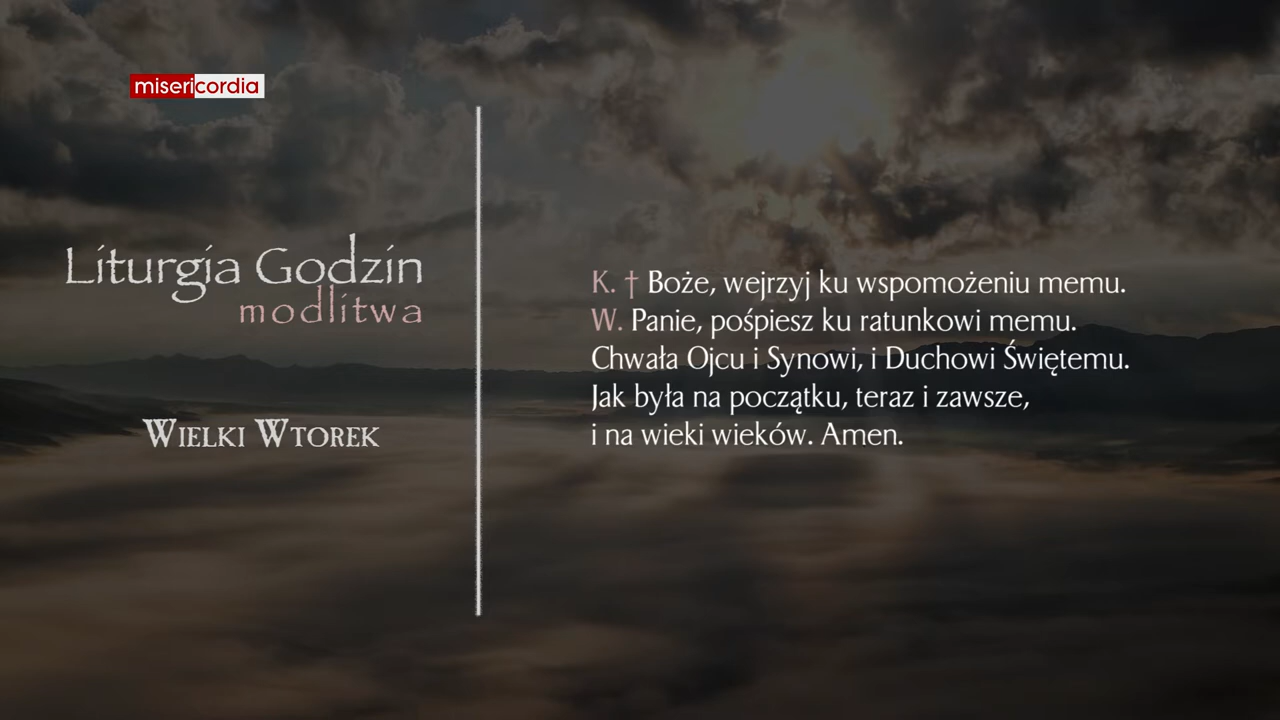 misericordia
Liturgia Godzin
modlitwa
Wielki Wtorek
K. † Boże, wejrzyj ku wspomożeniu memu.
W. Panie, pośpiesz ku ratunkowi memu.
Chwała Ojcu i Synowi, i Duchowi Świętemu.
Jak była na początku, teraz i zawsze,
i na wieki wieków. Amen.